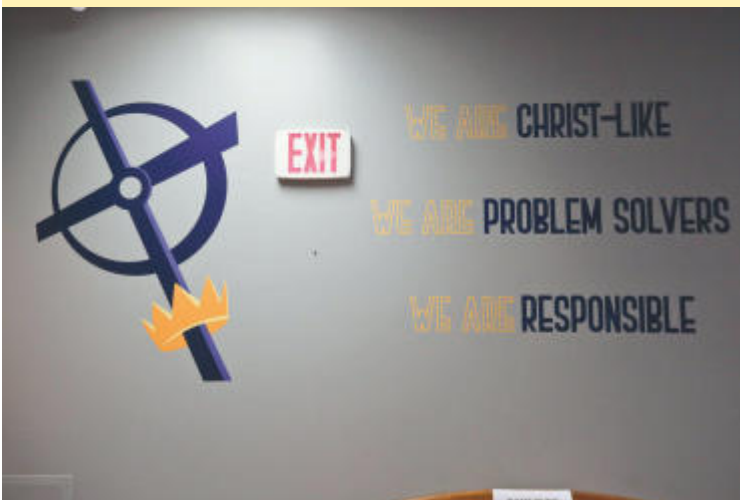 WE ARE CHRIST-LIKE
EXIT
WE ARE PROBLEM SOLVERS
WE ARE RESPONSIBLE